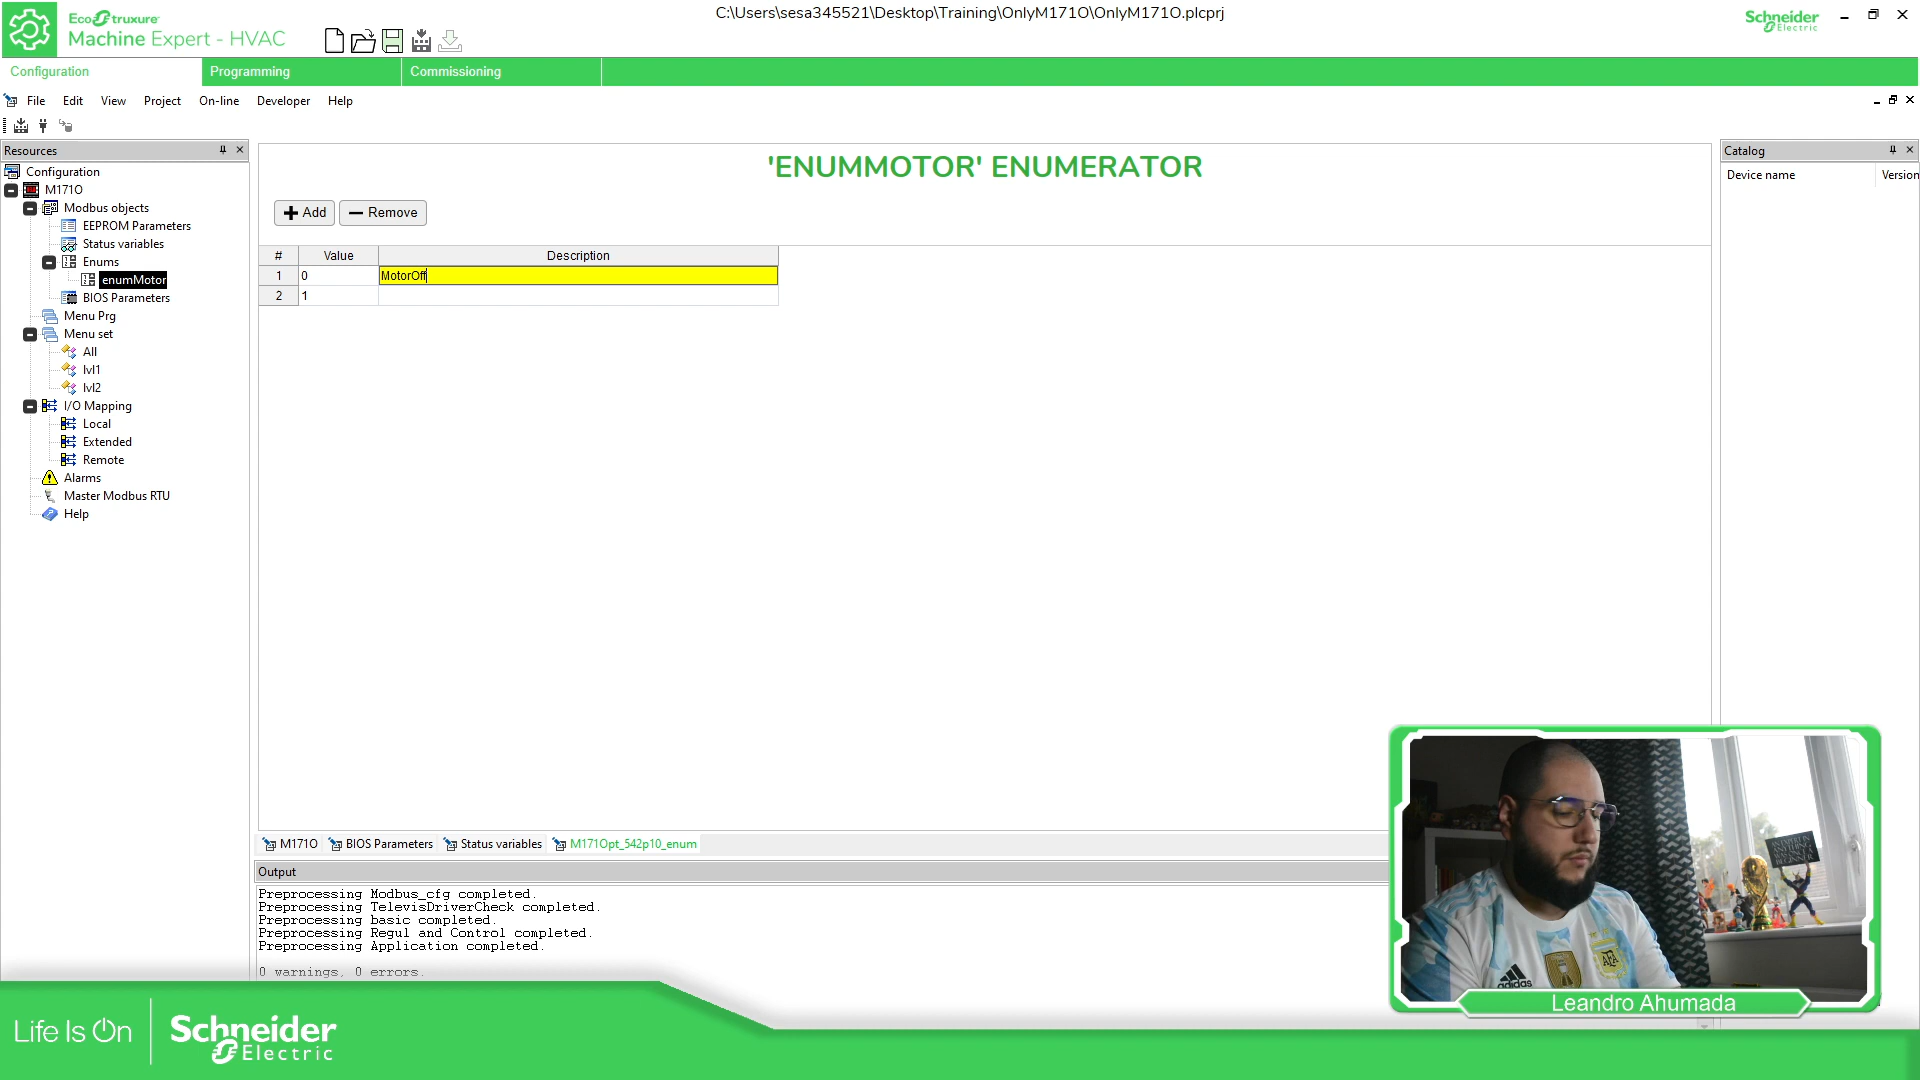 C:\Users\sesa345521\Desktop\Training\OnlyM171O\OnlyM171O.plcprj
EcoStruxure
Machine Expert - HVAC
Schneider
Electric
Configuration
Programming
Commissioning
File
Edit
View
Project
On-line
Developer
Help
Resources
Configuration
M171O
Modbus objects
EEPROM Parameters
Status variables
Enums
enumMotor
BIOS Parameters
Menu Prg
Menu set
All
lvl1
lvl2
I/O Mapping
Local
Extended
Remote
Alarms
Master Modbus RTU
Help
'ENUMMOTOR' ENUMERATOR
Add
Remove
# Value Description
1 0 MotorOff
2 1
Catalog
Device name Version
M171O
BIOS Parameters
Status variables
M171Opt_542p10_enum
Output
Preprocessing Modbus_cfg completed.
Preprocessing TelevisDriverCheck completed.
Preprocessing basic completed.
Preprocessing Regul and Control completed.
Preprocessing Application completed.
0 warnings, 0 errors.
adidas
AFA
Leandro Ahumada
Life Is On
Schneider
Electric